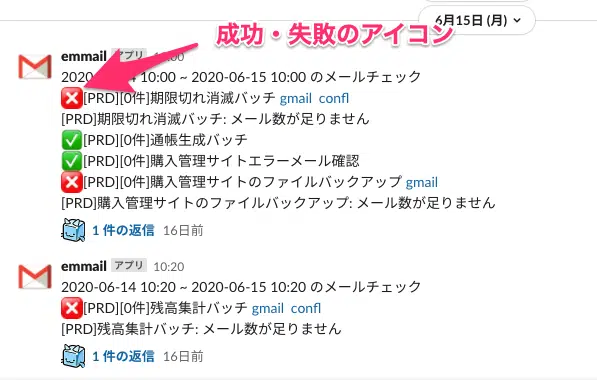 6月15日 (月)
成功・失敗のアイコン
emmail アプリ
2020-06-14 10:00 ~ 2020-06-15 10:00 のメールチェック
[PRD][0件]期限切れ消滅バッチ gmail confl
[PRD]期限切れ消滅バッチ: メール数が足りません
[PRD][0件]通帳生成バッチ
[PRD][0件]購入管理サイトエラーメール確認
[PRD][0件]購入管理サイトのファイルバックアップ gmail
[PRD]購入管理サイトのファイルバックアップ: メール数が足りません
1 件の返信 16日前
emmail アプリ 10:20
2020-06-14 10:20 ~ 2020-06-15 10:20 のメールチェック
[PRD][0件]残高集計バッチ gmail confl
[PRD]残高集計バッチ: メール数が足りません
1 件の返信 16日前